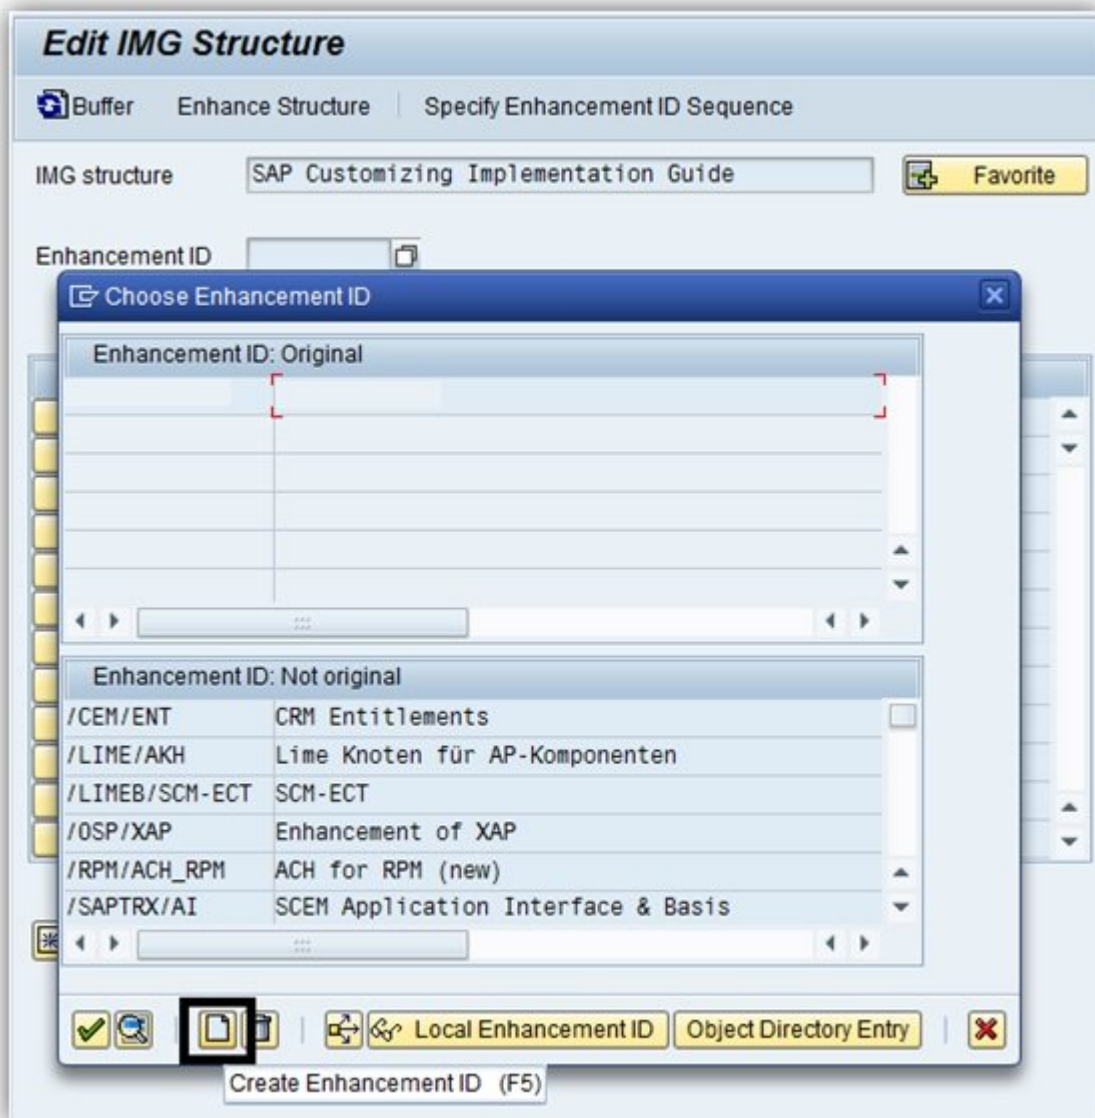 Edit IMG Structure
Buffer Enhance Structure Specify Enhancement ID Sequence
IMG structure SAP Customizing Implementation Guide Favorite
Enhancement ID
Choose Enhancement ID
Enhancement ID: Original
Enhancement ID: Not original
/CEM/ENT CRM Entitlements
/LIME/AKH Lime Knoten für AP-Komponenten
/LIMEB/SCM-ECT SCM-ECT
/OSP/XAP Enhancement of XAP
/RPM/ACH_RPM ACH for RPM (new)
/SAPTRX/AI SCEM Application Interface & Basis
Local Enhancement ID Object Directory Entry
Create Enhancement ID (F5)